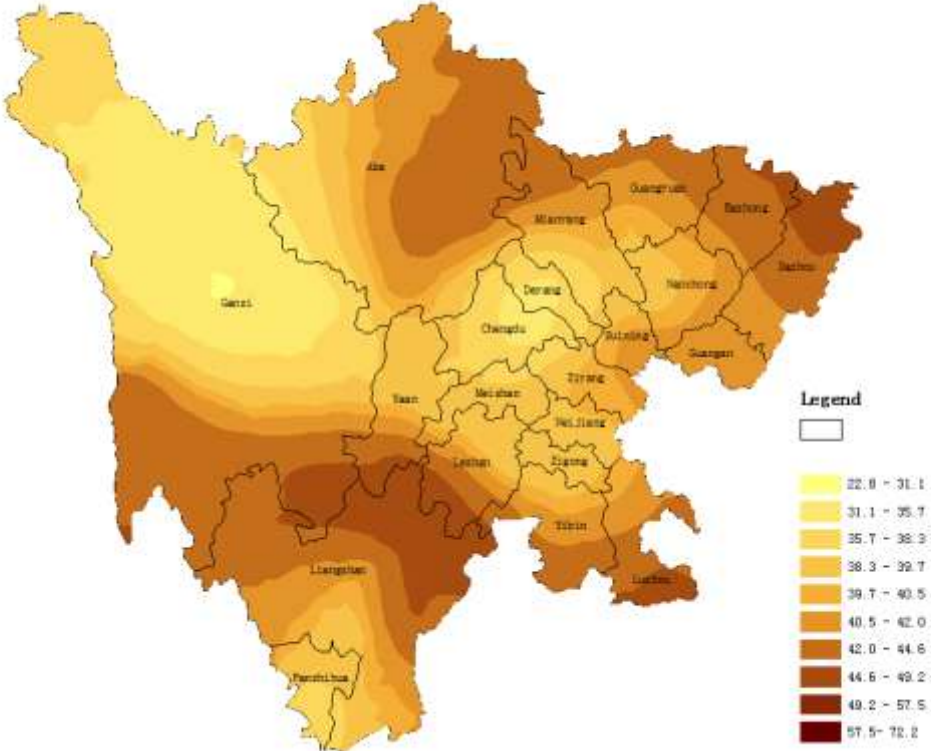 Aba
Guangyuan
Bazhong
Mianyang
Dazhou
Nanchong
Deyang
Ganzi
Chengdu
Suining
Guangan
Ziyang
Yaan
Meishan
Legend
Neijiang
Leshan
Zigong
22.8 - 31.1
31.1 - 35.7
Yibin
35.7 - 38.3
Liangshan
Luzhou
38.3 - 39.7
39.7 - 40.5
40.5 - 42.0
42.0 - 44.6
Panzhihua
44.6 - 49.2
49.2 - 57.5
57.5- 72.2